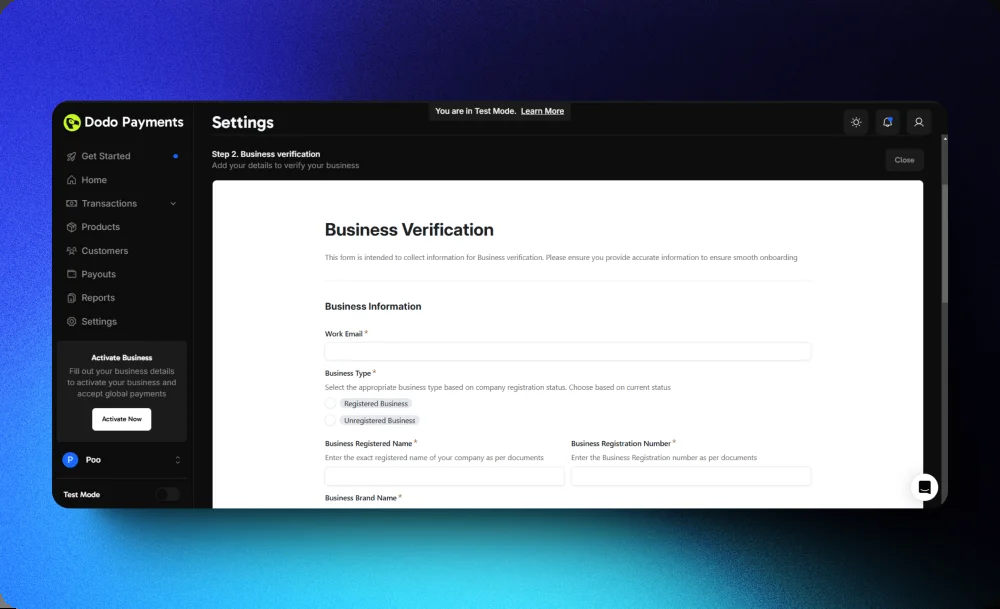 You are in Test Mode. Learn More
Dodo Payments
Get Started
Home
Transactions
Products
Customers
Payouts
Reports
Settings
Activate Business
Fill out your business details
to activate your business and
accept global payments
Activate Now
P Poo
Test Mode
Settings
Step 2. Business verification
Add your details to verify your business
Close
Business Verification
This form is intended to collect information for Business verification. Please ensure you provide accurate information to ensure smooth onboarding
Business Information
Work Email *
Business Type *
Select the appropriate business type based on company registration status. Choose based on current status
Registered Business
Unregistered Business
Business Registered Name * Business Registration Number *
Enter the exact registered name of your company as per documents Enter the Business Registration number as per documents
Business Brand Name *